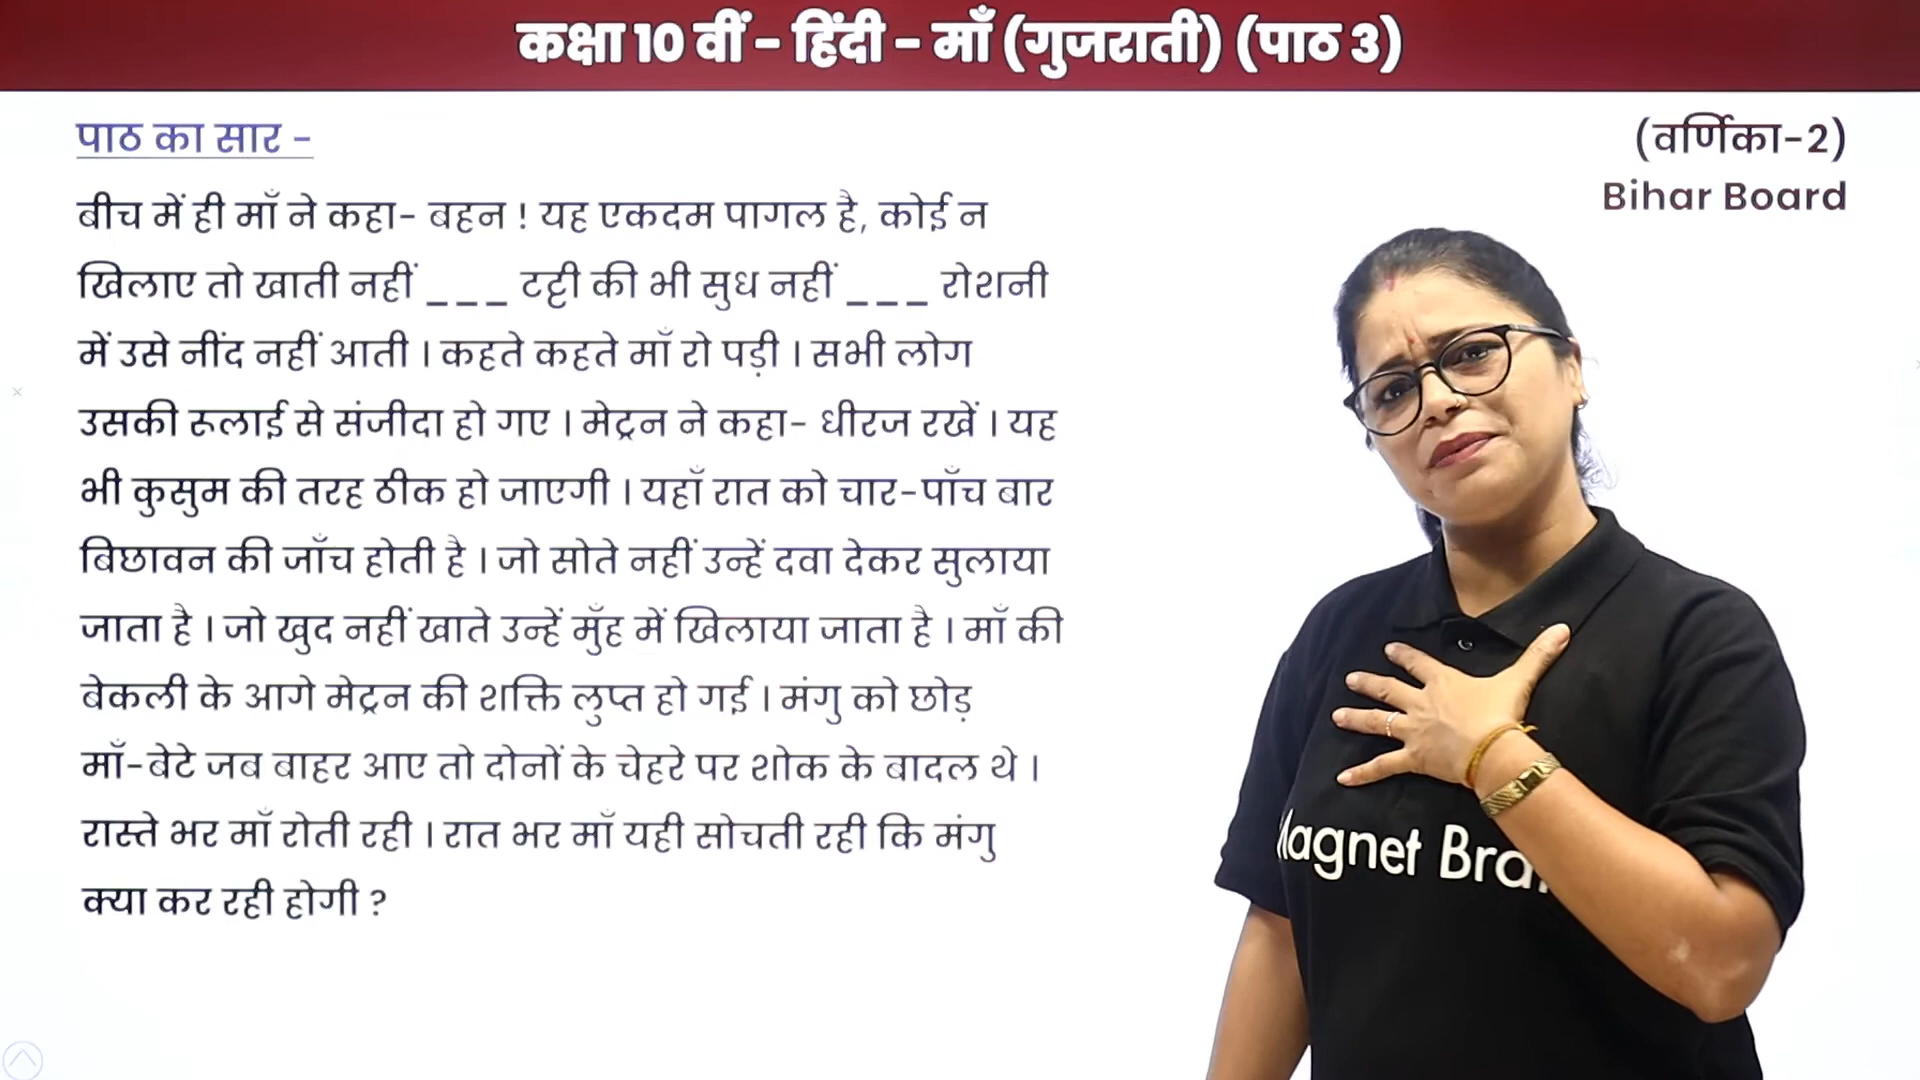 कक्षा 10 वीं - हिंदी - माँ (गुजराती) (पाठ 3)
पाठ का सार -
(वर्णिका-2)
Bihar Board
बीच में ही माँ ने कहा- बहन ! यह एकदम पागल है, कोई न
खिलाए तो खाती नहीं _ _ _ टट्टी की भी सुध नहीं _ _ _ रोशनी
में उसे नींद नहीं आती । कहते कहते माँ रो पड़ी । सभी लोग
उसकी रूलाई से संजीदा हो गए । मेट्रन ने कहा- धीरज रखें । यह
भी कुसुम की तरह ठीक हो जाएगी । यहाँ रात को चार-पाँच बार
बिछावन की जाँच होती है । जो सोते नहीं उन्हें दवा देकर सुलाया
जाता है । जो खुद नहीं खाते उन्हें मुँह में खिलाया जाता है । माँ की
बेकली के आगे मेट्रन की शक्ति लुप्त हो गई । मंगु को छोड़
माँ-बेटे जब बाहर आए तो दोनों के चेहरे पर शोक के बादल थे ।
रास्ते भर माँ रोती रही । रात भर माँ यही सोचती रही कि मंगु
क्या कर रही होगी ?
Magnet Bra